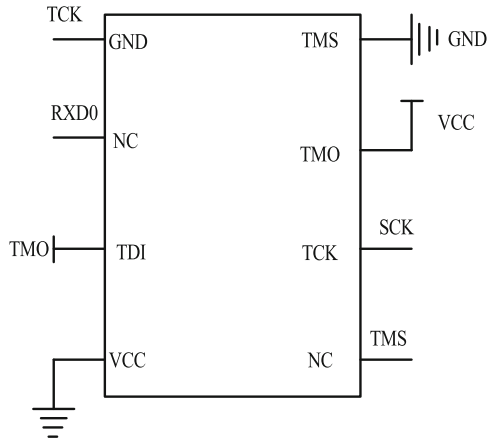 TCK
GND TMS GND
RXD0
NC
VCC
TMO
SCK
TMO TDI TCK
TMS
VCC NC